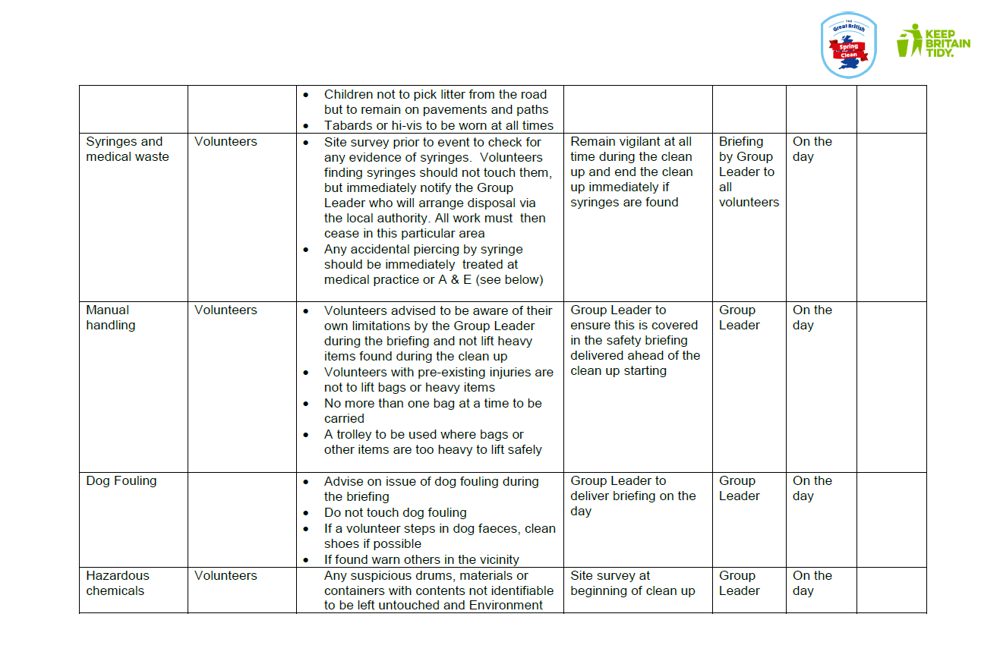 THE
Great British
Spring
Clean
KEEP
BRITAIN
TIDY.
• Children not to pick litter from the road
but to remain on pavements and paths
• Tabards or hi-vis to be worn at all times
Syringes and
medical waste
Volunteers
• Site survey prior to event to check for
any evidence of syringes.  Volunteers
finding syringes should not touch them,
but immediately notify the Group
Leader who will arrange disposal via
the local authority. All work must  then
cease in this particular area
• Any accidental piercing by syringe
should be immediately  treated at
medical practice or A & E (see below)
Remain vigilant at all
time during the clean
up and end the clean
up immediately if
syringes are found
Briefing
by Group
Leader to
all
volunteers
On the
day
Manual
handling
Volunteers
• Volunteers advised to be aware of their
own limitations by the Group Leader
during the briefing and not lift heavy
items found during the clean up
• Volunteers with pre-existing injuries are
not to lift bags or heavy items
• No more than one bag at a time to be
carried
• A trolley to be used where bags or
other items are too heavy to lift safely
Group Leader to
ensure this is covered
in the safety briefing
delivered ahead of the
clean up starting
Group
Leader
On the
day
Dog Fouling
• Advise on issue of dog fouling during
the briefing
• Do not touch dog fouling
• If a volunteer steps in dog faeces, clean
shoes if possible
• If found warn others in the vicinity
Group Leader to
deliver briefing on the
day
Group
Leader
On the
day
Hazardous
chemicals
Volunteers
Any suspicious drums, materials or
containers with contents not identifiable
to be left untouched and Environment
Site survey at
beginning of clean up
Group
Leader
On the
day